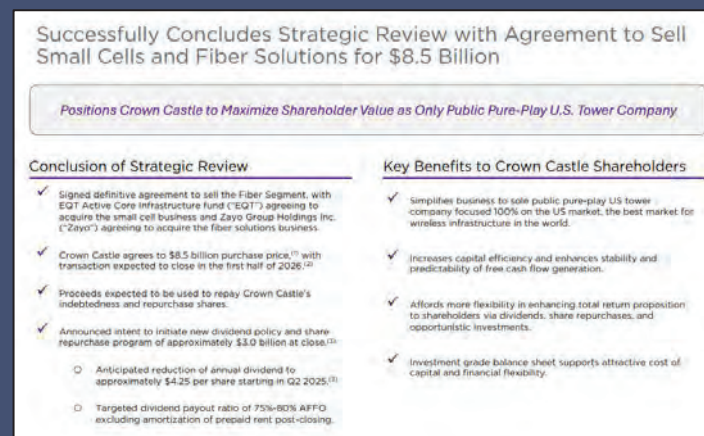 Successfully Concludes Strategic Review with Agreement to Sell
Small Cells and Fiber Solutions for $8.5 Billion
Positions Crown Castle to Maximize Shareholder Value as Only Public Pure-Play U.S. Tower Company
Conclusion of Strategic Review
✓ Signed definitive agreement to sell the Fiber Segment, with
EQT Active Core Infrastructure fund ("EQT") agreeing to
acquire the small cell business and Zayo Group Holdings Inc.
("Zayo") agreeing to acquire the fiber solutions business.
✓ Crown Castle agrees to $8.5 billion purchase price,(1) with
transaction expected to close in the first half of 2026.(2)
✓ Proceeds expected to be used to repay Crown Castle's
indebtedness and repurchase shares.
✓ Announced intent to initiate new dividend policy and share
repurchase program of approximately $3.0 billion at close.(3)
○ Anticipated reduction of annual dividend to
approximately $4.25 per share starting in Q2 2025.(3)
○ Targeted dividend payout ratio of 75%-80% AFFO
excluding amortization of prepaid rent post-closing.
Key Benefits to Crown Castle Shareholders
✓ Simplifies business to sole public pure-play US tower
company focused 100% on the US market, the best market for
wireless infrastructure in the world.
✓ Increases capital efficiency and enhances stability and
predictability of free cash flow generation.
✓ Affords more flexibility in enhancing total return proposition
to shareholders via dividends, share repurchases, and
opportunistic investments.
✓ Investment grade balance sheet supports attractive cost of
capital and financial flexibility.